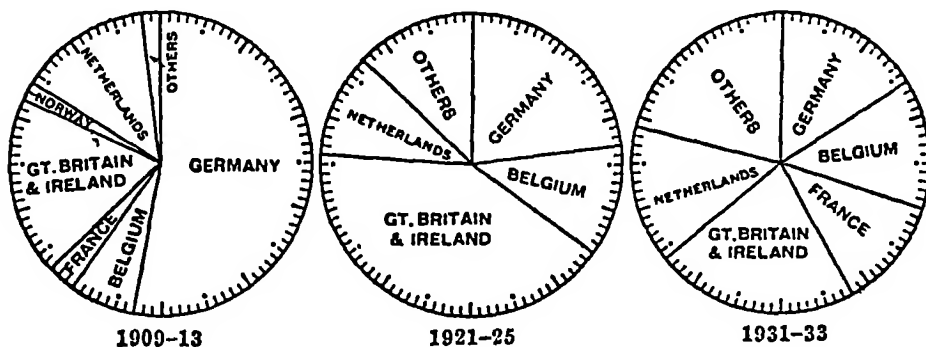 OTHERS
NETHERLANDS
NORWAY
GT. BRITAIN
& IRELAND
FRANCE
BELGIUM
GERMANY
1909-13
OTHERS
GERMANY
NETHERLANDS
BELGIUM
GT. BRITAIN
& IRELAND
1921-25
OTHERS
GERMANY
BELGIUM
NETHERLANDS
FRANCE
GT. BRITAIN
& IRELAND
1931-33